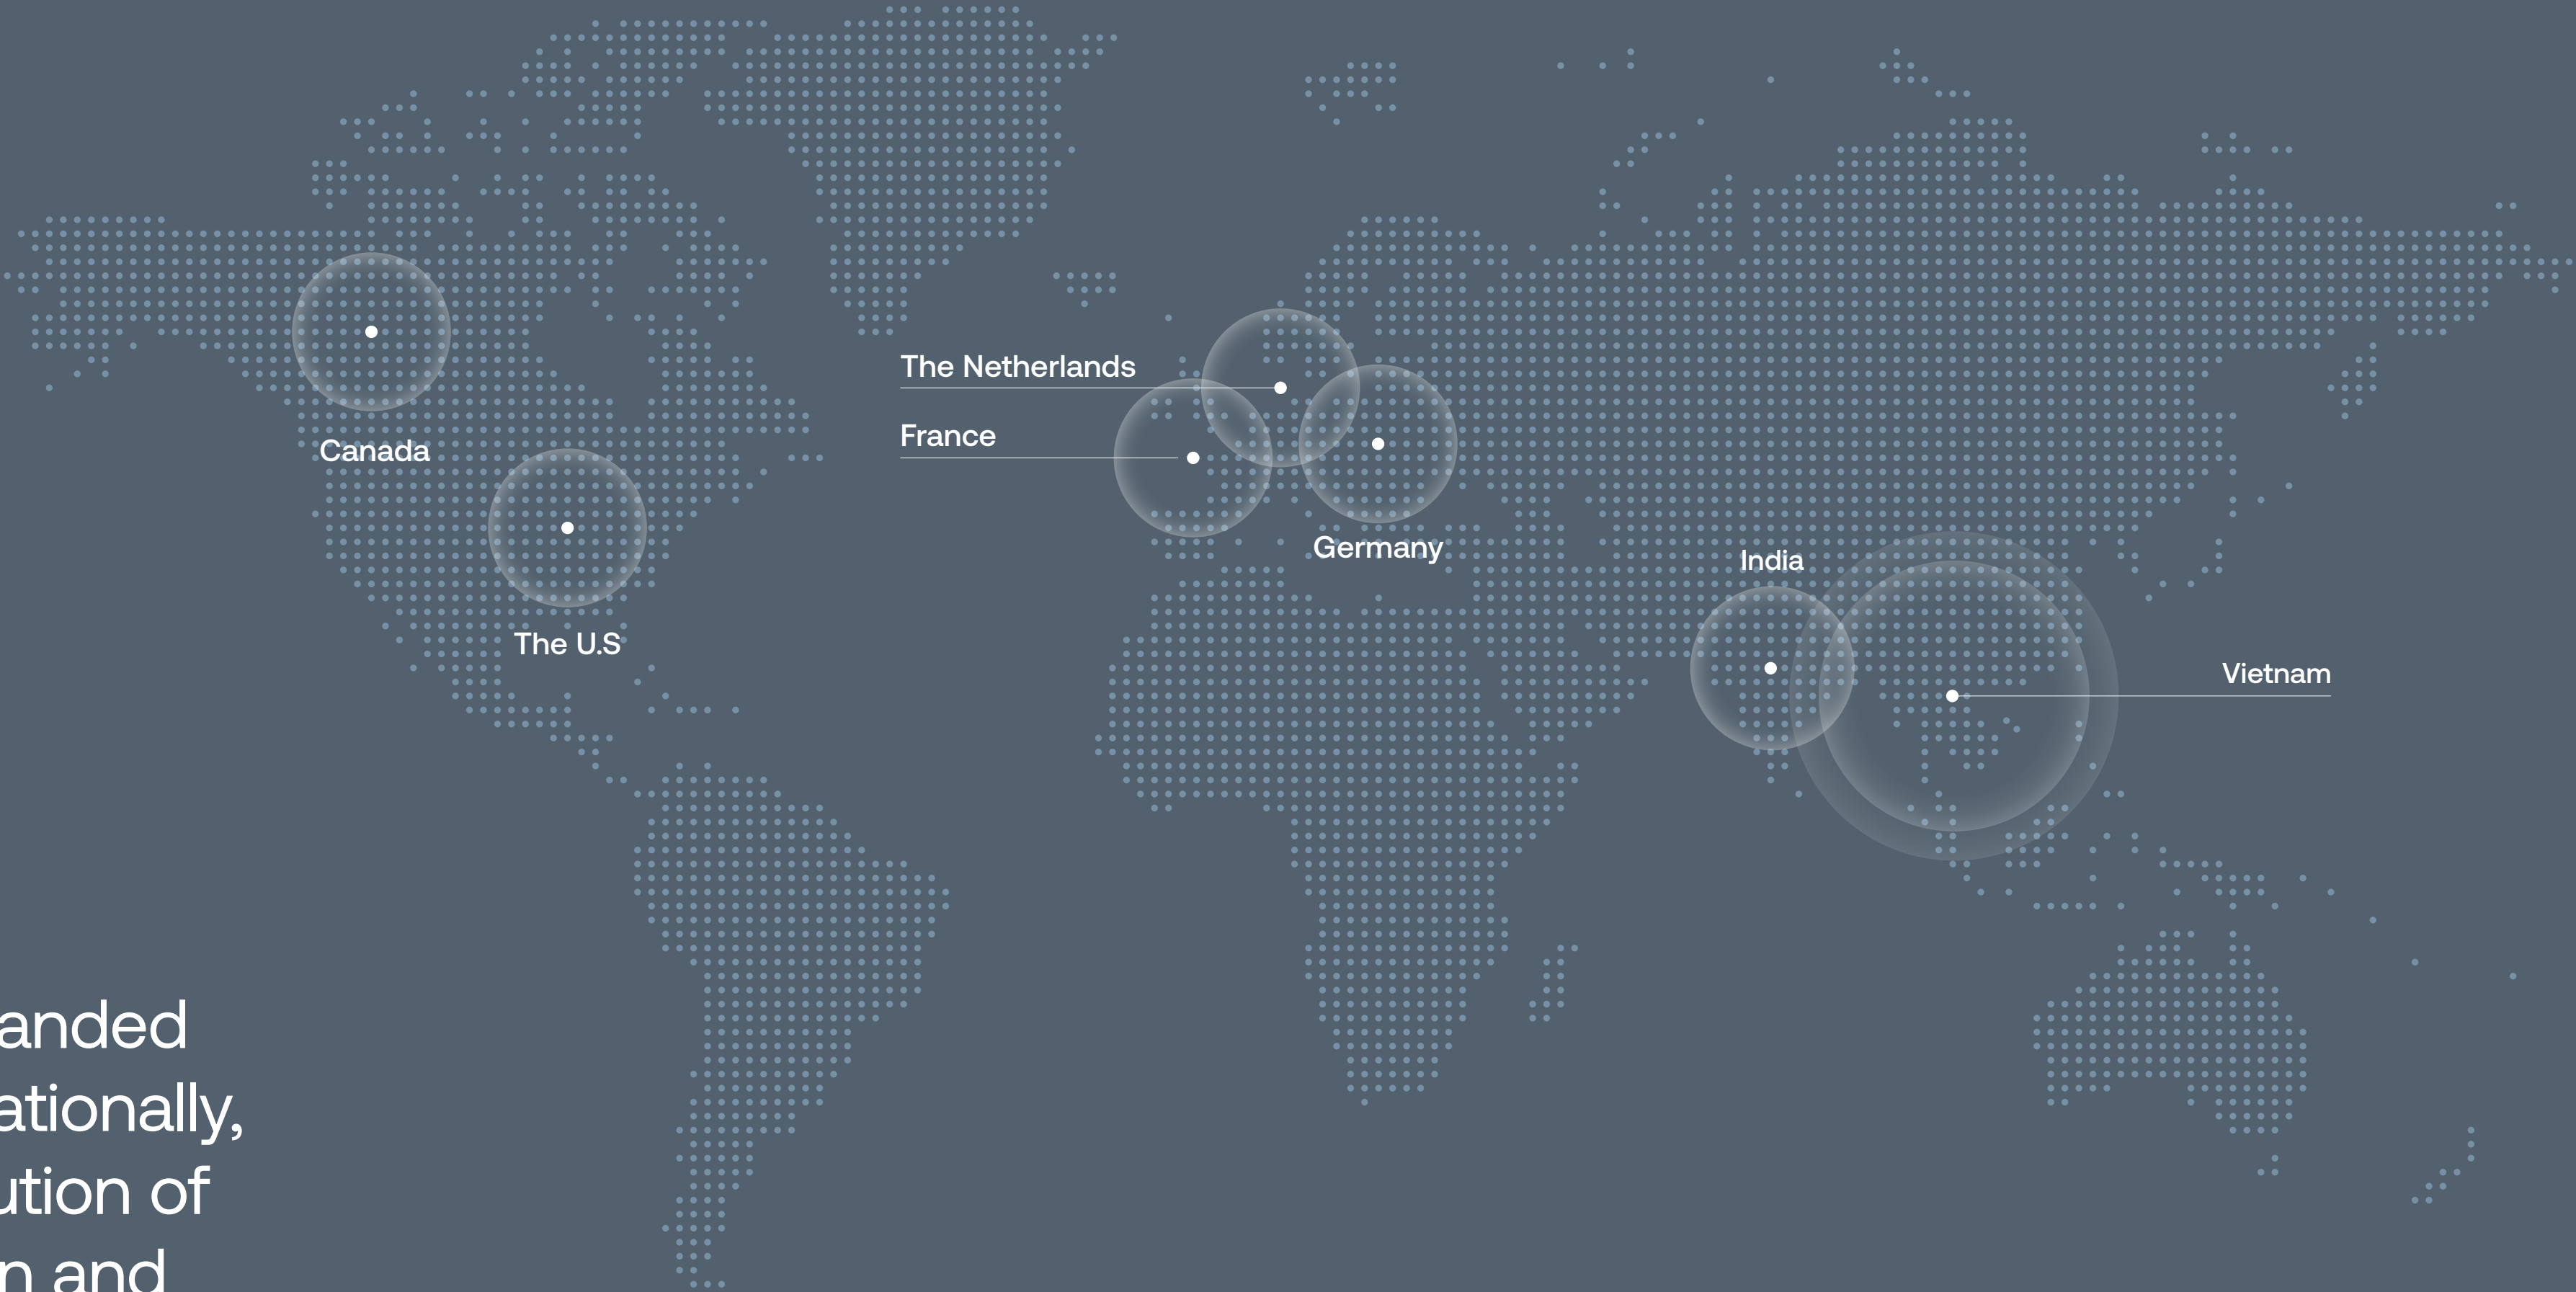 The Netherlands
France
Canada
Germany
India
The U.S
Vietnam
anded
ationally,
ution of
n and